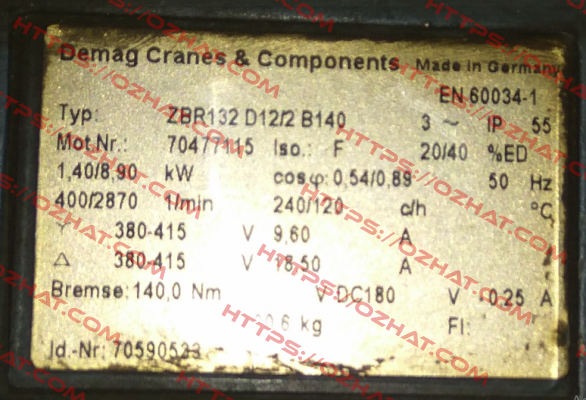 Demag Cranes & Components Made in Germany
EN 60034-1
Typ: ZBR132 D12/2 B140 3 ~ IP 55
Mot.Nr.: 70477115 Iso.: F 20/40 %ED
1,40/8,90 kW cosφ: 0,54/0,89 50 Hz
400/2870 1/min 240/120 c/h °C
Y 380-415 V 9,60 A
Δ 380-415 V 18,50 A
Bremse: 140,0 Nm V DC180 V 0,25 A
kg FI:
Id.-Nr: 70590533
HTTPS://OZHAT.COM